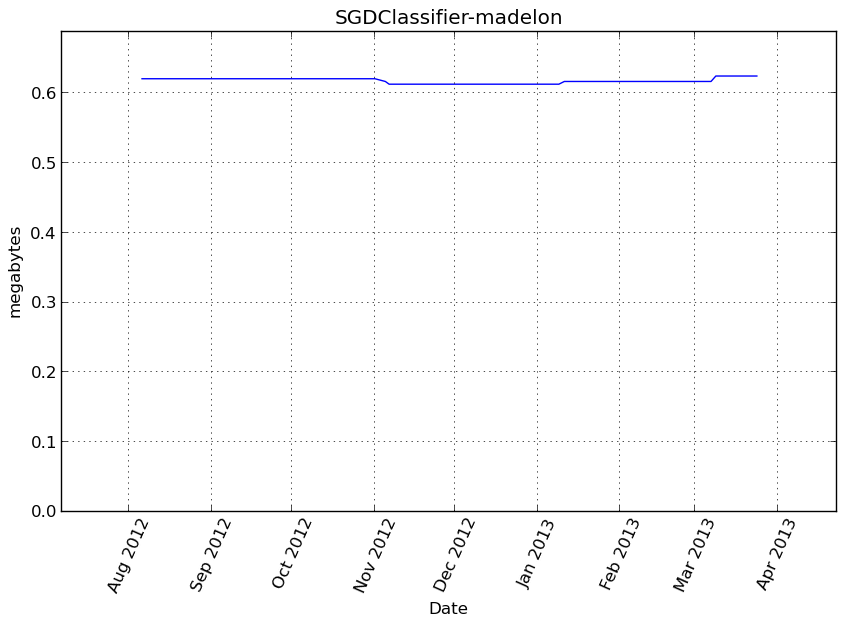 SGDClassifier-madelon
megabytes
0.6
0.5
0.4
0.3
0.2
0.1
0.0
Aug 2012
Sep 2012
Oct 2012
Nov 2012
Dec 2012
Jan 2013
Feb 2013
Mar 2013
Apr 2013
Date